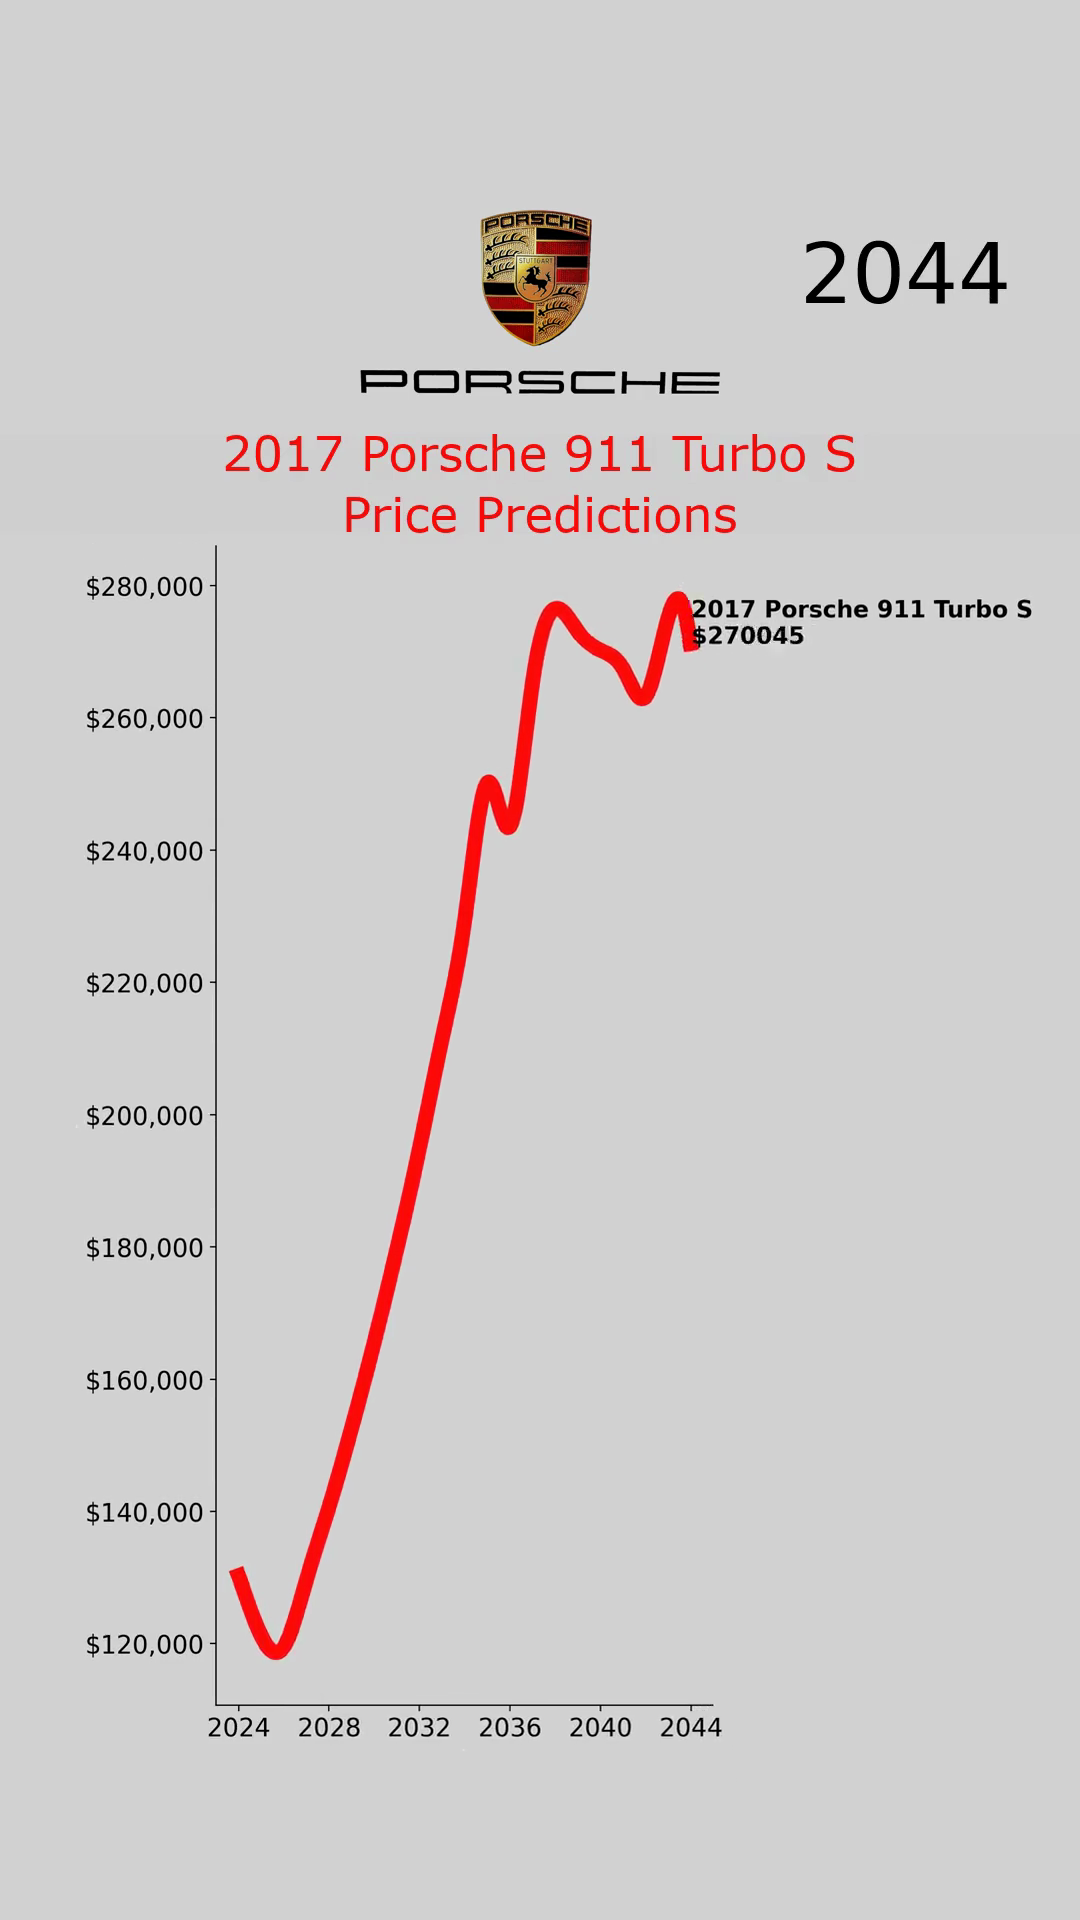 PORSCHE
STUTTGART
2044
PORSCHE
2017 Porsche 911 Turbo S
Price Predictions
$280,000
2017 Porsche 911 Turbo S
$270045
$260,000
$240,000
$220,000
$200,000
$180,000
$160,000
$140,000
$120,000
2024 2028 2032 2036 2040 2044